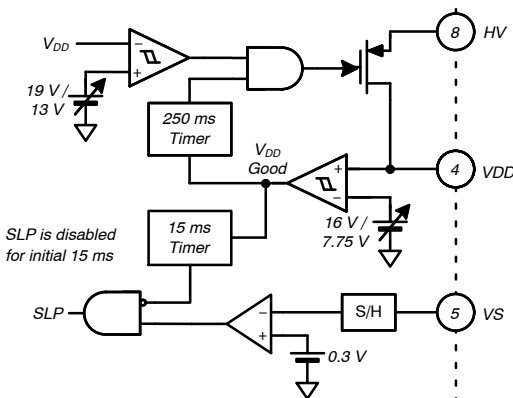 8 HV
V_DD
−
+
19 V /
13 V
250 ms
Timer
V_DD
Good
+
−
4 VDD
16 V /
7.75 V
SLP is disabled
for initial 15 ms
15 ms
Timer
SLP
−
+
S/H
5 VS
0.3 V